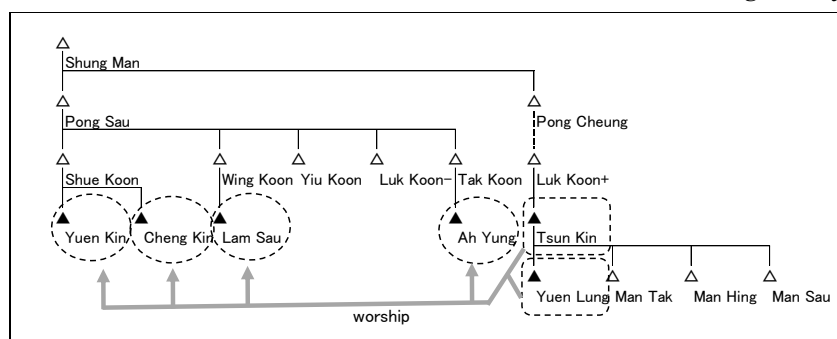 Shung Man
Pong Sau Pong Cheung
Shue Koon Wing Koon Yiu Koon Luk Koon− Tak Koon Luk Koon+
Yuen Kin Cheng Kin Lam Sau Ah Yung Tsun Kin
Yuen Lung Man Tak Man Hing Man Sau
worship